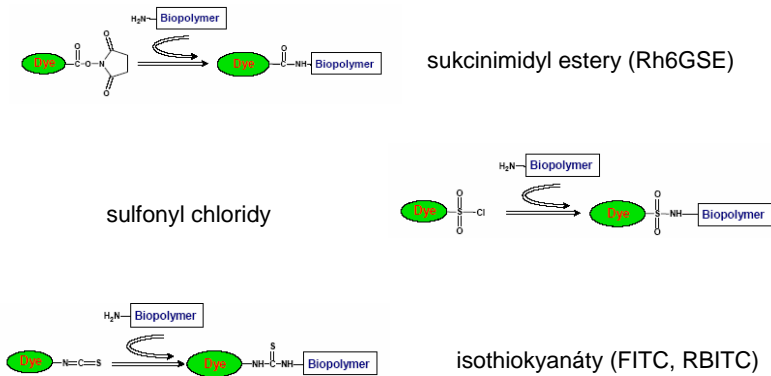 H₂N Biopolymer
Dye C O O N O O Dye C O NH Biopolymer
sukcinimidyl estery (Rh6GSE)
H₂N Biopolymer
sulfonyl chloridy
Dye S O O Cl Dye S O O NH Biopolymer
H₂N Biopolymer
Dye N C S Dye NH C S NH Biopolymer
isothiokyanáty (FITC, RBITC)